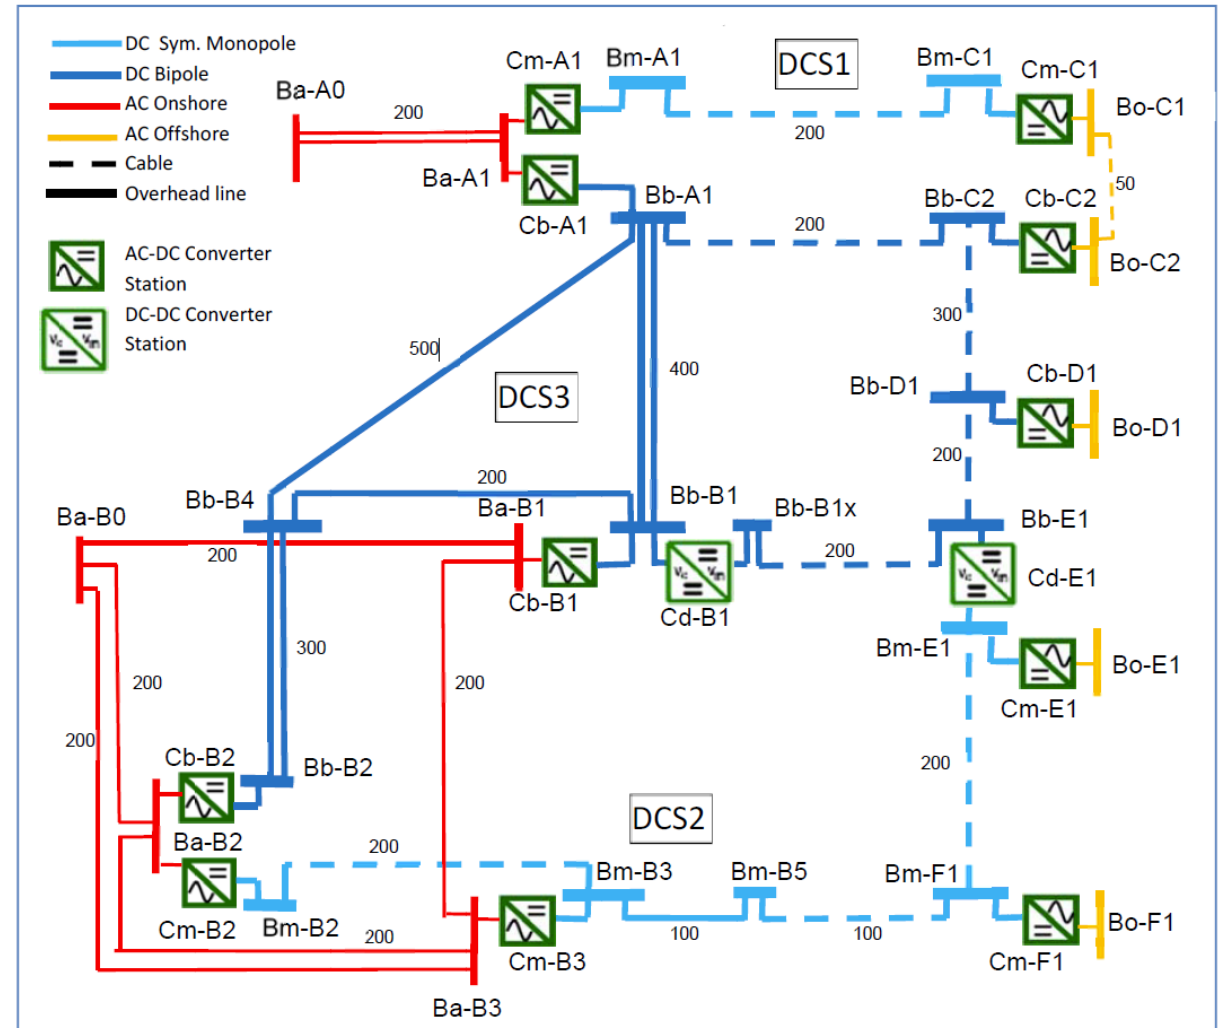 DC Sym. Monopole
DC Bipole
AC Onshore
AC Offshore
Cable
Overhead line
AC-DC Converter
Station
DC-DC Converter
Station
Ba-A0
200
Cm-A1
Bm-A1
DCS1
Bm-C1
Cm-C1
Bo-C1
200
Ba-A1
Cb-A1
Bb-A1
50
Bb-C2
Cb-C2
200
Bo-C2
300
500
400
DCS3
Bb-D1
Cb-D1
Bo-D1
200
Bb-B4
200
Ba-B0
Ba-B1
Bb-B1
Bb-B1x
Bb-E1
200
200
Cb-B1
Cd-B1
Cd-E1
Bm-E1
Bo-E1
Cm-E1
300
200
200
200
Cb-B2
Bb-B2
200
Ba-B2
DCS2
200
Bm-B3
Bm-B5
Bm-F1
Cm-B2
Bm-B2
200
100
100
Bo-F1
Cm-B3
Cm-F1
Ba-B3